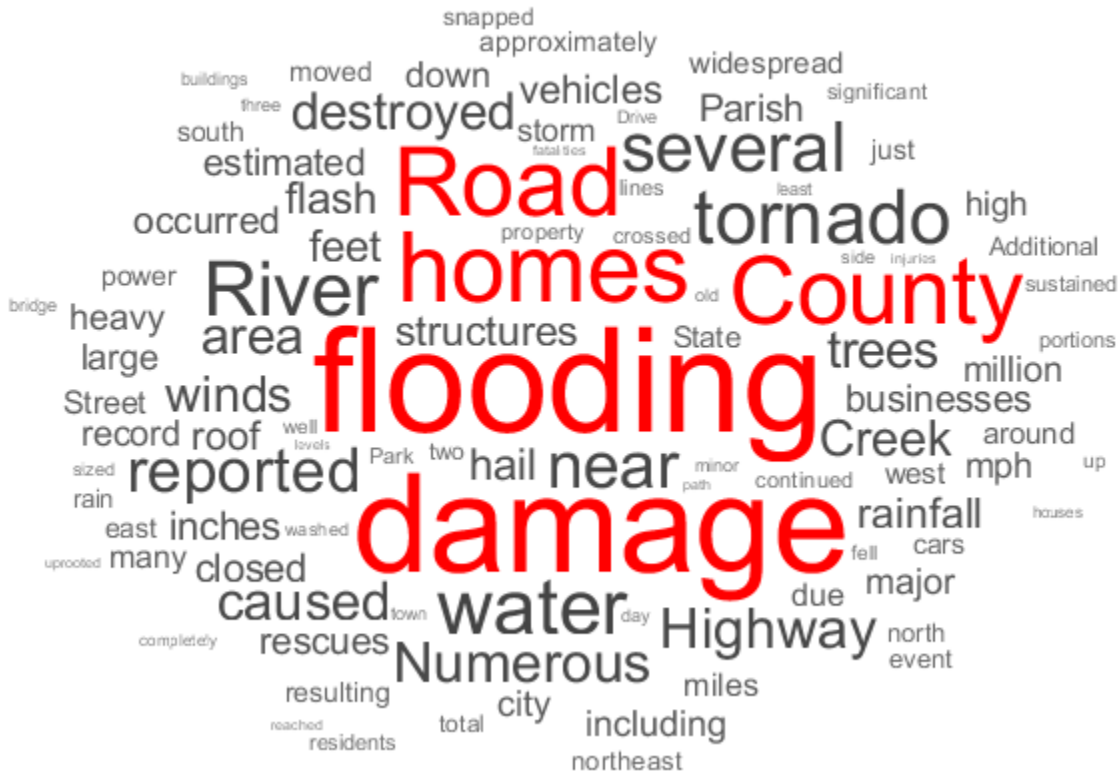 snapped
approximately
widespread
buildings moved down vehicles significant
three destroyed Parish
south storm Drive
estimated fatalities several just
flash Road lines least
occurred tornado high
feet property crossed Additional
power River homes side injuries sustained
bridge old County
heavy area structures State portions
large flooding trees million
Street winds businesses
record roof well Creek around
levels
sized reported Park two hail near minor west mph up
rain path continued
east inches washed damage rainfall houses
uprooted many closed fell cars
caused town water day due major
completely rescues Highway north
Numerous event
resulting city miles
reached total including
residents northeast